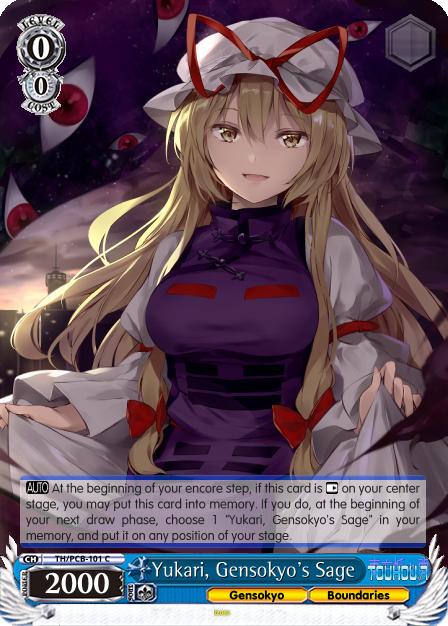 LEVEL
0
0
COST
AUTO At the beginning of your encore step, if this card is on your center
stage, you may put this card into memory. If you do, at the beginning of
your next draw phase, choose 1 "Yukari, Gensokyo's Sage" in your
memory, and put it on any position of your stage.
CH TH/PCB-101 C
POWER 2000 SOUL Yukari, Gensokyo's Sage
Gensokyo Boundaries